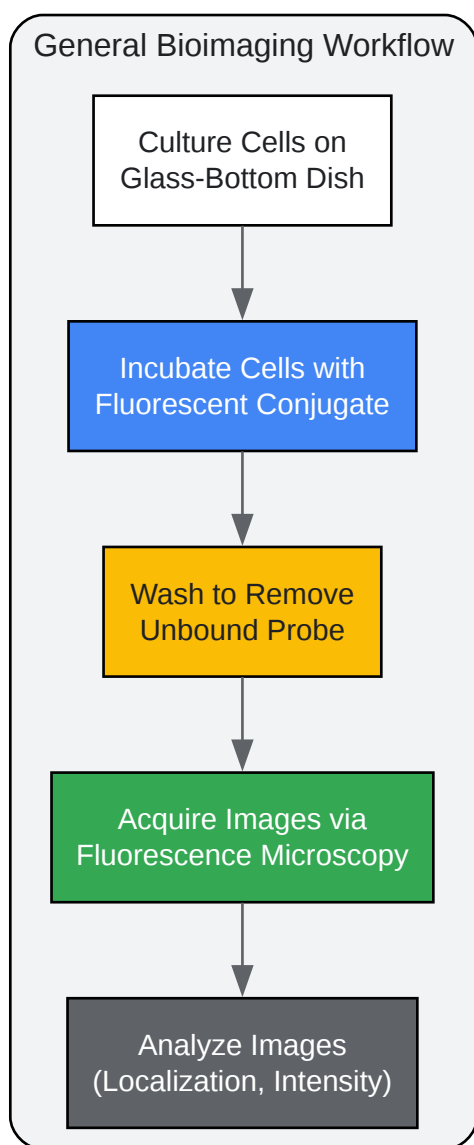 General Bioimaging Workflow
Culture Cells on
Glass-Bottom Dish
Incubate Cells with
Fluorescent Conjugate
Wash to Remove
Unbound Probe
Acquire Images via
Fluorescence Microscopy
Analyze Images
(Localization, Intensity)